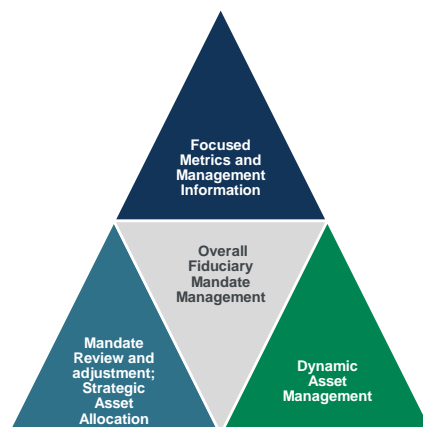 Focused
Metrics and
Management
Information
Overall
Fiduciary
Mandate
Management
Mandate
Review and
adjustment;
Strategic
Asset
Allocation
Dynamic
Asset
Management